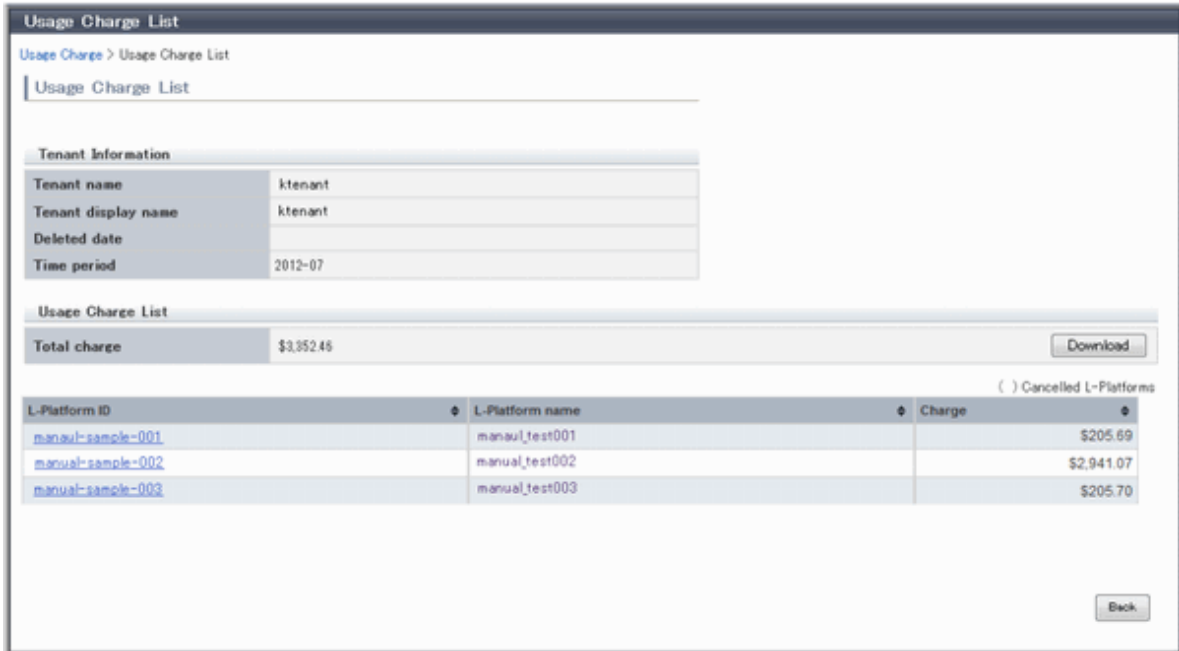 Usage Charge List
Usage Charge > Usage Charge List
Usage Charge List
Tenant Information
Tenant name ktenant
Tenant display name ktenant
Deleted date
Time period 2012-07
Usage Charge List
Total charge $3,352.46 Download
( ) Cancelled L-Platforms
L-Platform ID L-Platform name Charge
manaul-sample-001 manaul_test001 $205.69
manual-sample-002 manual_test002 $2,941.07
manual-sample-003 manual_test003 $205.70
Back